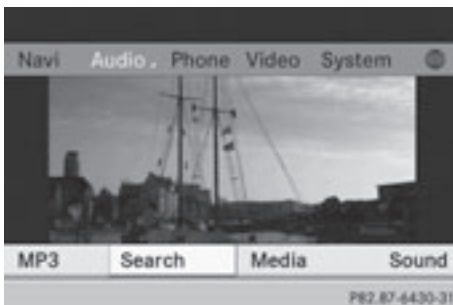 Navi Audio Phone Video System
MP3 Search Media Sound
P82.87-6430-31